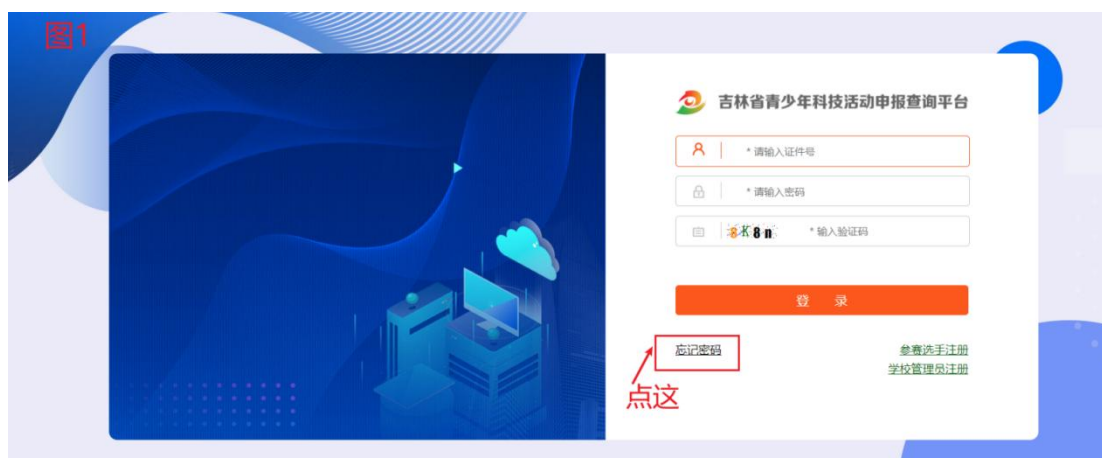 图1
吉林省青少年科技活动申报查询平台
* 请输入证件号
* 请输入密码
8K8n * 输入验证码
登 录
忘记密码 参赛选手注册
学校管理员注册
点这